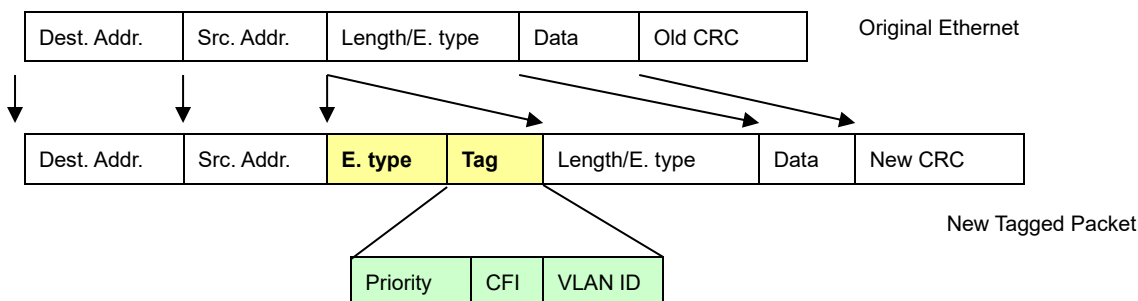 Dest. Addr. Src. Addr. Length/E. type Data Old CRC
Original Ethernet
Dest. Addr. Src. Addr. E. type Tag Length/E. type Data New CRC
New Tagged Packet
Priority CFI VLAN ID